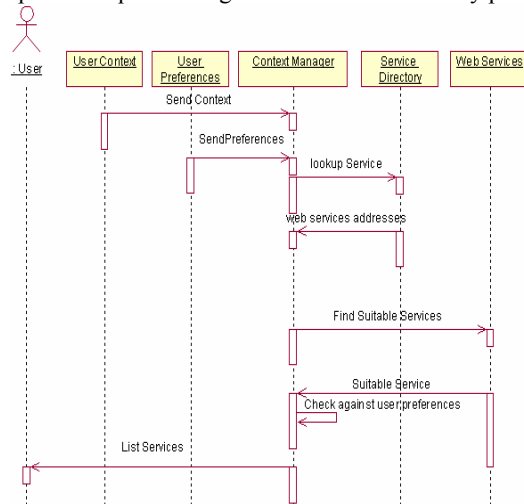 : User
User Context
User
Preferences
Context Manager
Service
Directory
Web Services
Send Context
SendPreferences
lookup Service
web services addresses
Find Suitable Services
Suitable Service
Check against user preferences
List Services